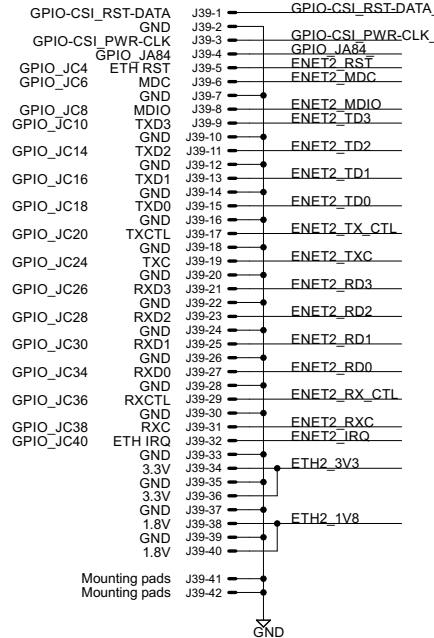 GPIO-CSI_RST-DATA J39-1 GPIO-CSI_RST-DATA_
GND J39-2
GPIO-CSI_PWR-CLK J39-3 GPIO-CSI_PWR-CLK_
GPIO_JA84 J39-4 GPIO_JA84
GPIO_JC4 ETH RST J39-5 ENET2_RST
GPIO_JC6 MDC J39-6 ENET2_MDC
GND J39-7
GPIO_JC8 MDIO J39-8 ENET2_MDIO
GPIO_JC10 TXD3 J39-9 ENET2_TD3
GND J39-10
GPIO_JC14 TXD2 J39-11 ENET2_TD2
GND J39-12
GPIO_JC16 TXD1 J39-13 ENET2_TD1
GND J39-14
GPIO_JC18 TXD0 J39-15 ENET2_TD0
GND J39-16
GPIO_JC20 TXCTL J39-17 ENET2_TX_CTL
GND J39-18
GPIO_JC24 TXC J39-19 ENET2_TXC
GND J39-20
GPIO_JC26 RXD3 J39-21 ENET2_RD3
GND J39-22
GPIO_JC28 RXD2 J39-23 ENET2_RD2
GND J39-24
GPIO_JC30 RXD1 J39-25 ENET2_RD1
GND J39-26
GPIO_JC34 RXD0 J39-27 ENET2_RD0
GND J39-28
GPIO_JC36 RXCTL J39-29 ENET2_RX_CTL
GND J39-30
GPIO_JC38 RXC J39-31 ENET2_RXC
GPIO_JC40 ETH IRQ J39-32 ENET2_IRQ
GND J39-33
3.3V J39-34 ETH2_3V3
GND J39-35
3.3V J39-36
GND J39-37
1.8V J39-38 ETH2_1V8
GND J39-39
1.8V J39-40
Mounting pads J39-41
Mounting pads J39-42
GND